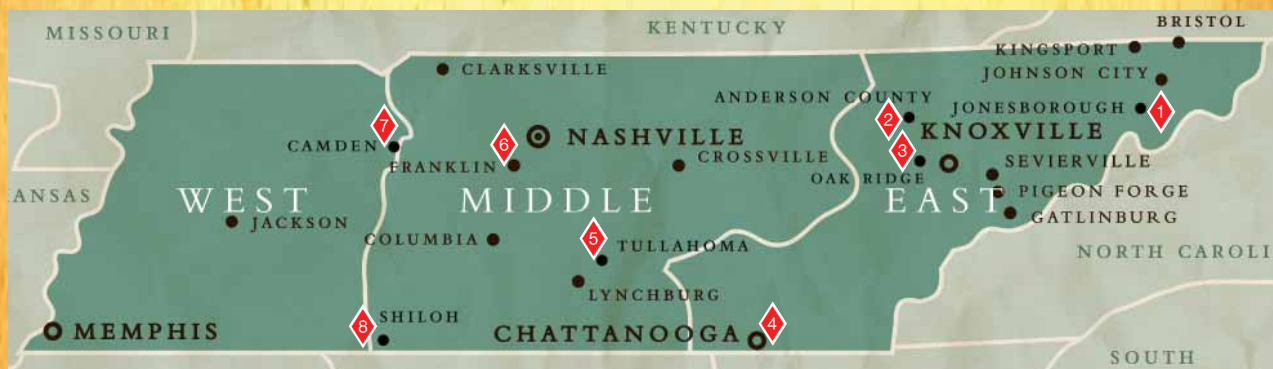 BRISTOL
MISSOURI
KENTUCKY
KINGSPORT
CLARKSVILLE
JOHNSON CITY
ANDERSON COUNTY
JONESBOROUGH
1
2
7
KNOXVILLE
NASHVILLE
CAMDEN
6
3
FRANKLIN
CROSSVILLE
SEVIERVILLE
OAK RIDGE
ANSAS
WEST
MIDDLE
EAST
PIGEON FORGE
JACKSON
GATLINBURG
COLUMBIA
5
TULLAHOMA
NORTH CAROLI
LYNCHBURG
SHILOH
8
4
MEMPHIS
CHATTANOOGA
SOUTH